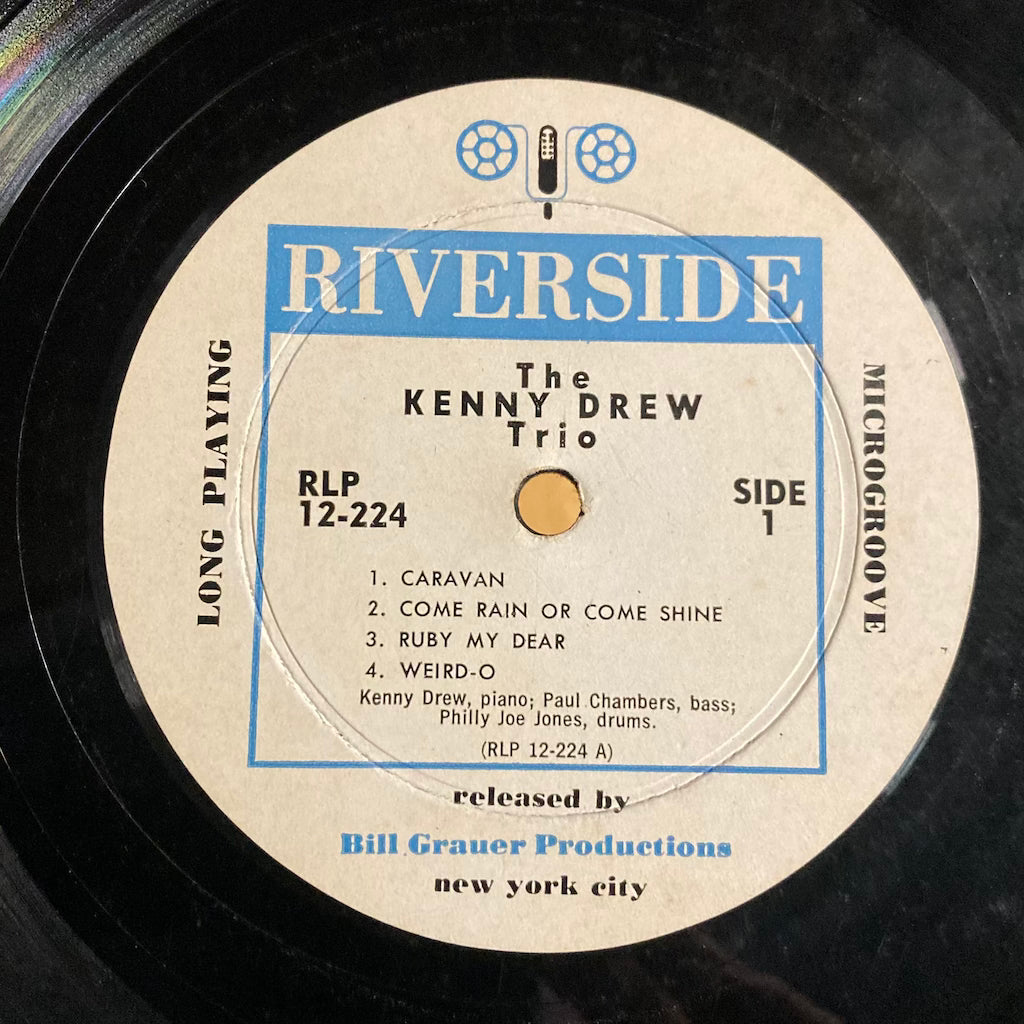 RIVERSIDE
The
KENNY DREW
Trio
RLP
12-224
SIDE
1
LONG PLAYING
MICROGROOVE
1. CARAVAN
2. COME RAIN OR COME SHINE
3. RUBY MY DEAR
4. WEIRD-O
Kenny Drew, piano; Paul Chambers, bass;
Philly Joe Jones, drums.
(RLP 12-224 A)
released by
Bill Grauer Productions
new york city